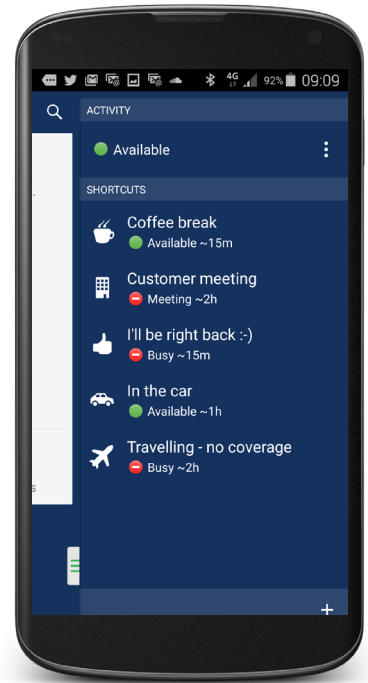 4G 92% 09:09
ACTIVITY
Available
SHORTCUTS
Coffee break
Available ~15m
Customer meeting
Meeting ~2h
I'll be right back :-)
Busy ~15m
In the car
Available ~1h
Travelling - no coverage
Busy ~2h
s
+